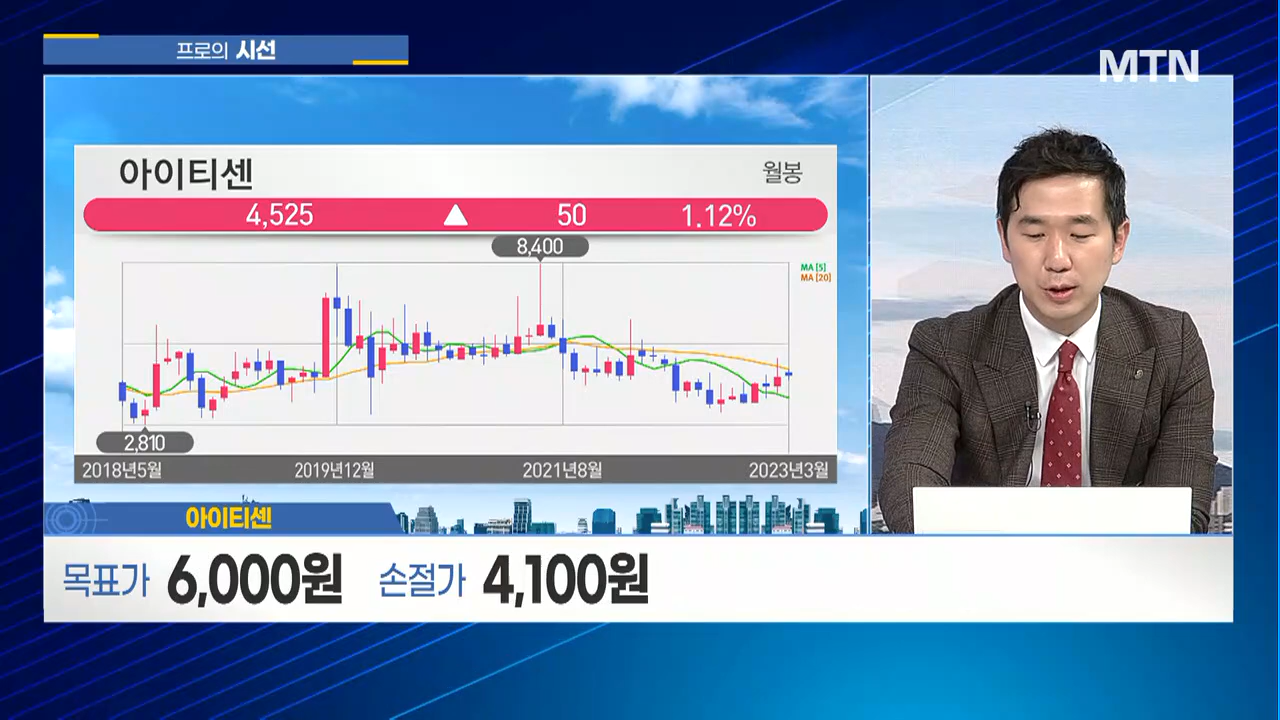 프로의 시선
MTN
아이티센
월봉
4,525 ▲ 50 1.12%
8,400
MA [5]
MA [20]
2,810
2018년5월 2019년12월 2021년8월 2023년3월
아이티센
목표가 6,000원 손절가 4,100원